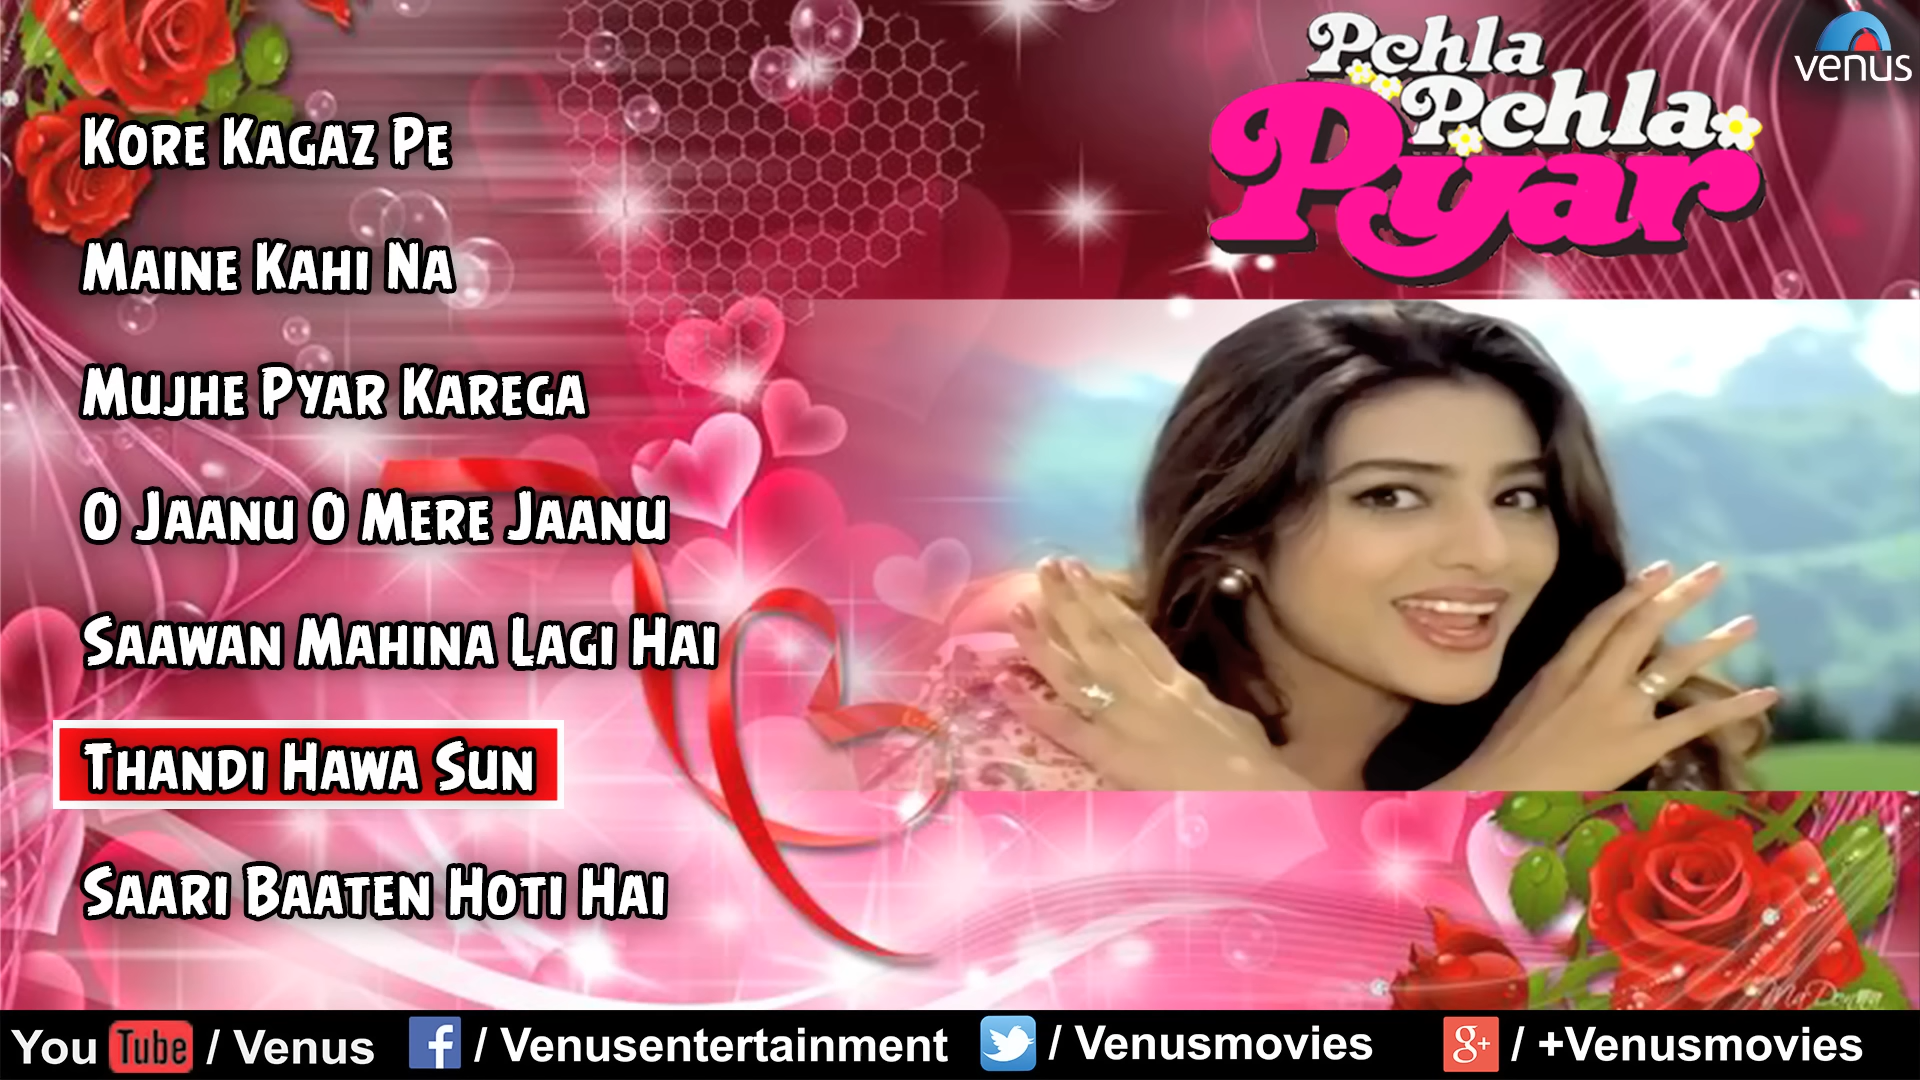 Pehla
Pehla
Pyar
venus
Kore Kagaz Pe
Maine Kahi Na
Mujhe Pyar Karega
O Jaanu O Mere Jaanu
Saawan Mahina Lagi Hai
Thandi Hawa Sun
Saari Baaten Hoti Hai
MaDonna
You Tube / Venus f / Venusentertainment / Venusmovies g+ / +Venusmovies